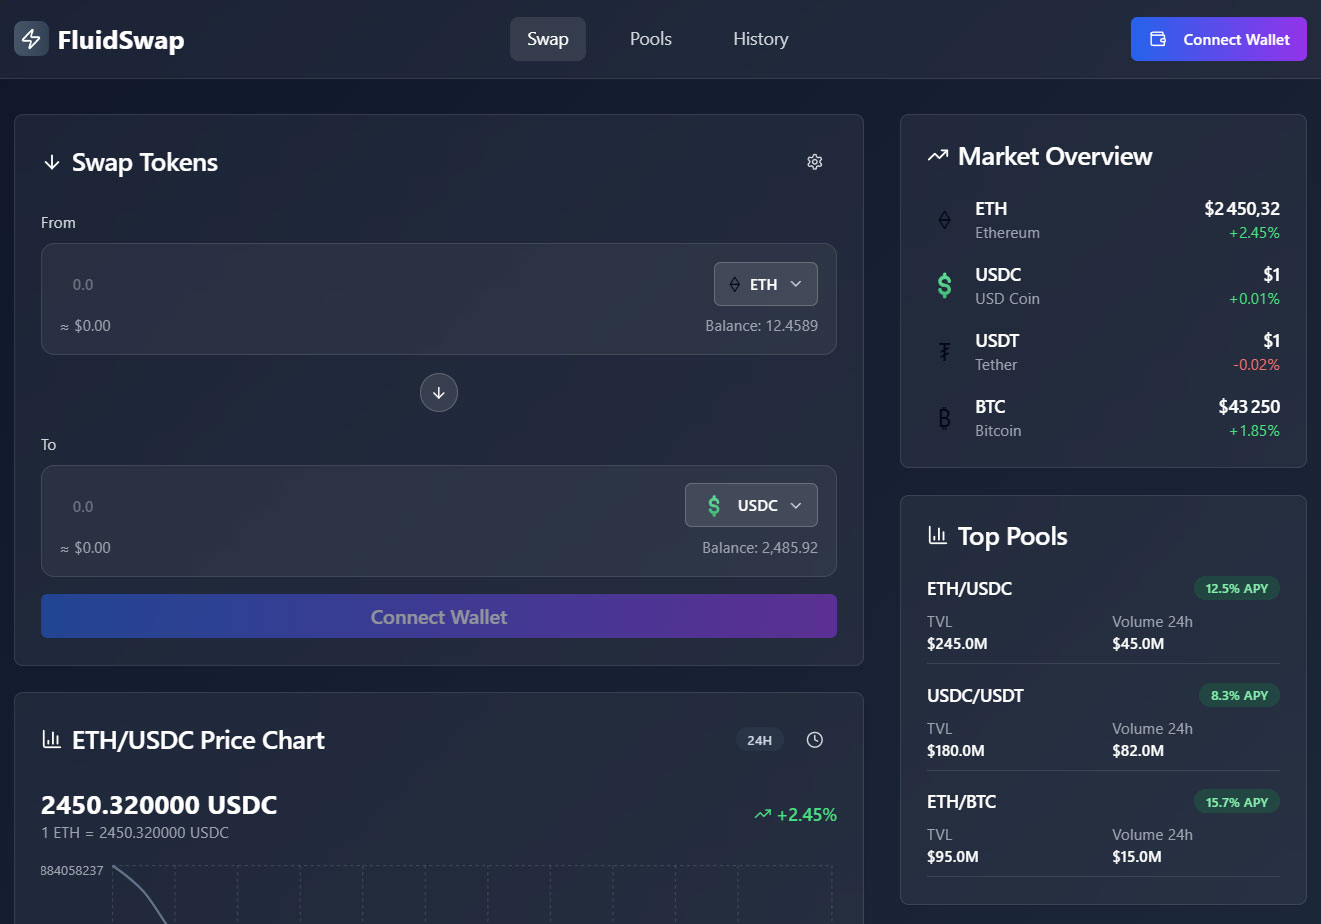 FluidSwap
Swap
Pools
History
Connect Wallet
Swap Tokens
From
0.0
ETH
≈ $0.00
Balance: 12.4589
To
0.0
USDC
≈ $0.00
Balance: 2,485.92
Connect Wallet
ETH/USDC Price Chart
24H
2450.320000 USDC
1 ETH = 2450.320000 USDC
+2.45%
884058237
Market Overview
ETH
$2 450,32
Ethereum
+2.45%
USDC
$1
USD Coin
+0.01%
USDT
$1
Tether
-0.02%
BTC
$43 250
Bitcoin
+1.85%
Top Pools
ETH/USDC
12.5% APY
TVL
Volume 24h
$245.0M
$45.0M
USDC/USDT
8.3% APY
TVL
Volume 24h
$180.0M
$82.0M
ETH/BTC
15.7% APY
TVL
Volume 24h
$95.0M
$15.0M